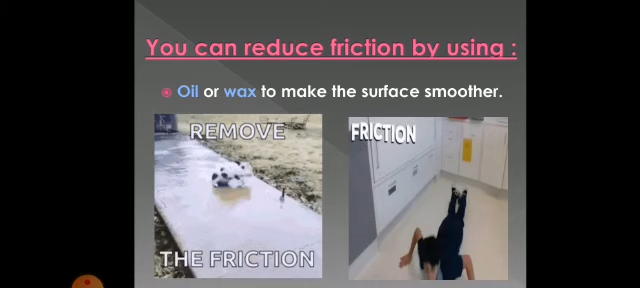 You can reduce friction by using :
Oil or wax to make the surface smoother.
REMOVE
THE FRICTION
FRICTION